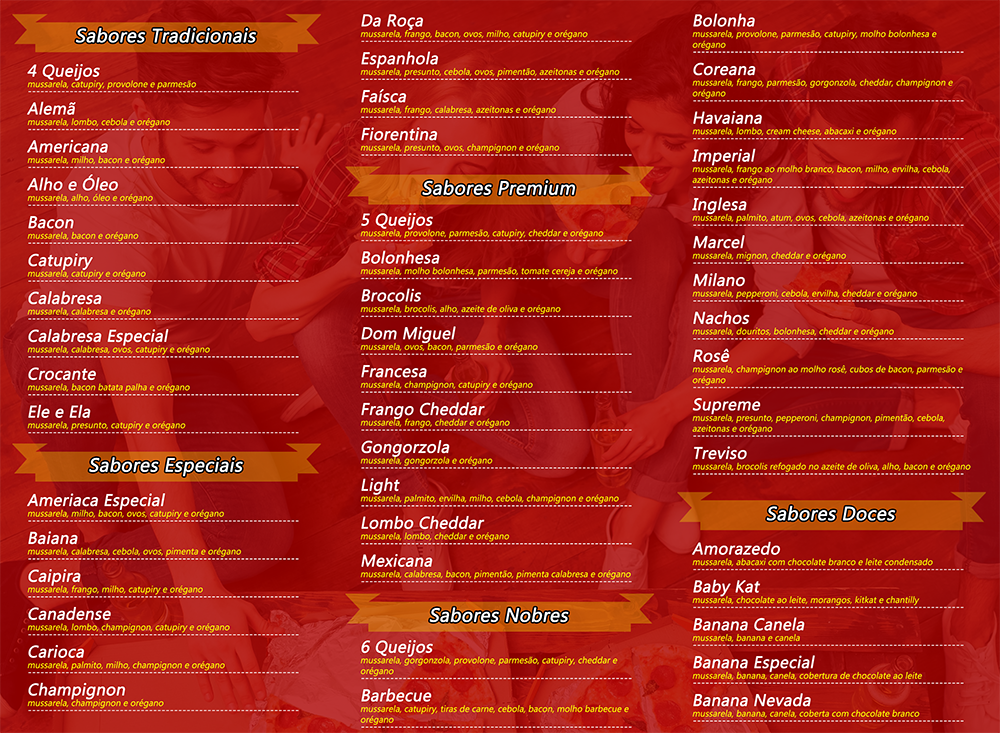 Sabores Tradicionais
4 Queijos
mussarela, catupiry, provolone e parmesão
Alemã
mussarela, lombo, cebola e orégano
Americana
mussarela, milho, bacon e orégano
Alho e Óleo
mussarela, alho, óleo e orégano
Bacon
mussarela, bacon e orégano
Catupiry
mussarela, catupiry e orégano
Calabresa
mussarela, calabresa e orégano
Calabresa Especial
mussarela, calabresa, ovos, catupiry e orégano
Crocante
mussarela, bacon batata palha e orégano
Ele e Ela
mussarela, presunto, catupiry e orégano
Sabores Especiais
Ameriaca Especial
mussarela, milho, bacon, ovos, catupiry e orégano
Baiana
mussarela, calabresa, cebola, ovos, pimenta e orégano
Caipira
mussarela, frango, milho, catupiry e orégano
Canadense
mussarela, lombo, champignon, catupiry e orégano
Carioca
mussarela, palmito, milho, champignon e orégano
Champignon
mussarela, champignon e orégano
Da Roça
mussarela, frango, bacon, ovos, milho, catupiry e orégano
Espanhola
mussarela, presunto, cebola, ovos, pimentão, azeitonas e orégano
Faísca
mussarela, frango, calabresa, azeitonas e orégano
Fiorentina
mussarela, presunto, ovos, champignon e orégano
Sabores Premium
5 Queijos
mussarela, provolone, parmesão, catupiry, cheddar e orégano
Bolonhesa
mussarela, molho bolonhesa, parmesão, tomate cereja e orégano
Brocolis
mussarela, brocolis, alho, azeite de oliva e orégano
Dom Miguel
mussarela, ovos, bacon, parmesão e orégano
Francesa
mussarela, champignon, catupiry e orégano
Frango Cheddar
mussarela, frango, cheddar e orégano
Gongorzola
mussarela, gongorzola e orégano
Light
mussarela, palmito, ervilha, milho, cebola, champignon e orégano
Lombo Cheddar
mussarela, lombo, cheddar e orégano
Mexicana
mussarela, calabresa, bacon, pimentão, pimenta calabresa e orégano
Sabores Nobres
6 Queijos
mussarela, gorgonzola, provolone, parmesão, catupiry, cheddar e
orégano
Barbecue
mussarela, catupiry, tiras de carne, cebola, bacon, molho barbecue e
orégano
Bolonha
mussarela, provolone, parmesão, catupiry, molho bolonhesa e
orégano
Coreana
mussarela, frango, parmesão, gorgonzola, cheddar, champignon e
orégano
Havaiana
mussarela, lombo, cream cheese, abacaxi e orégano
Imperial
mussarela, frango ao molho branco, bacon, milho, ervilha, cebola,
azeitonas e orégano
Inglesa
mussarela, palmito, atum, ovos, cebola, azeitonas e orégano
Marcel
mussarela, mignon, cheddar e orégano
Milano
mussarela, pepperoni, cebola, ervilha, cheddar e orégano
Nachos
mussarela, douritos, bolonhesa, cheddar e orégano
Rosê
mussarela, champignon ao molho rosê, cubos de bacon, parmesão e
orégano
Supreme
mussarela, presunto, pepperoni, champignon, pimentão, cebola,
azeitonas e orégano
Treviso
mussarela, brocolis refogado no azeite de oliva, alho, bacon e orégano
Sabores Doces
Amorazedo
mussarela, abacaxi com chocolate branco e leite condensado
Baby Kat
mussarela, chocolate ao leite, morangos, kitkat e chantilly
Banana Canela
mussarela, banana e canela
Banana Especial
mussarela, banana, canela, cobertura de chocolate ao leite
Banana Nevada
mussarela, banana, canela, coberta com chocolate branco